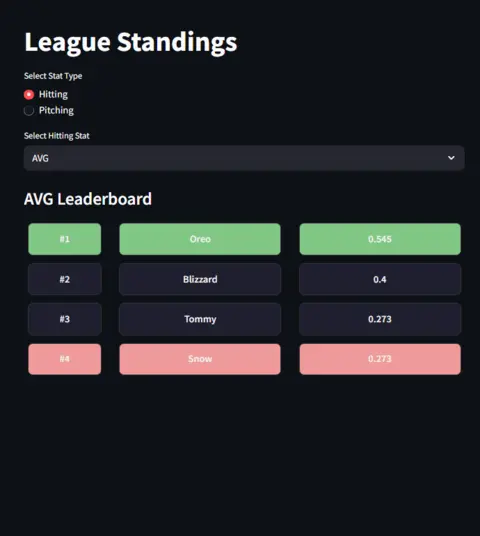 League Standings
Select Stat Type
Hitting
Pitching
Select Hitting Stat
AVG
AVG Leaderboard
#1 Oreo 0.545
#2 Blizzard 0.4
#3 Tommy 0.273
#4 Snow 0.273